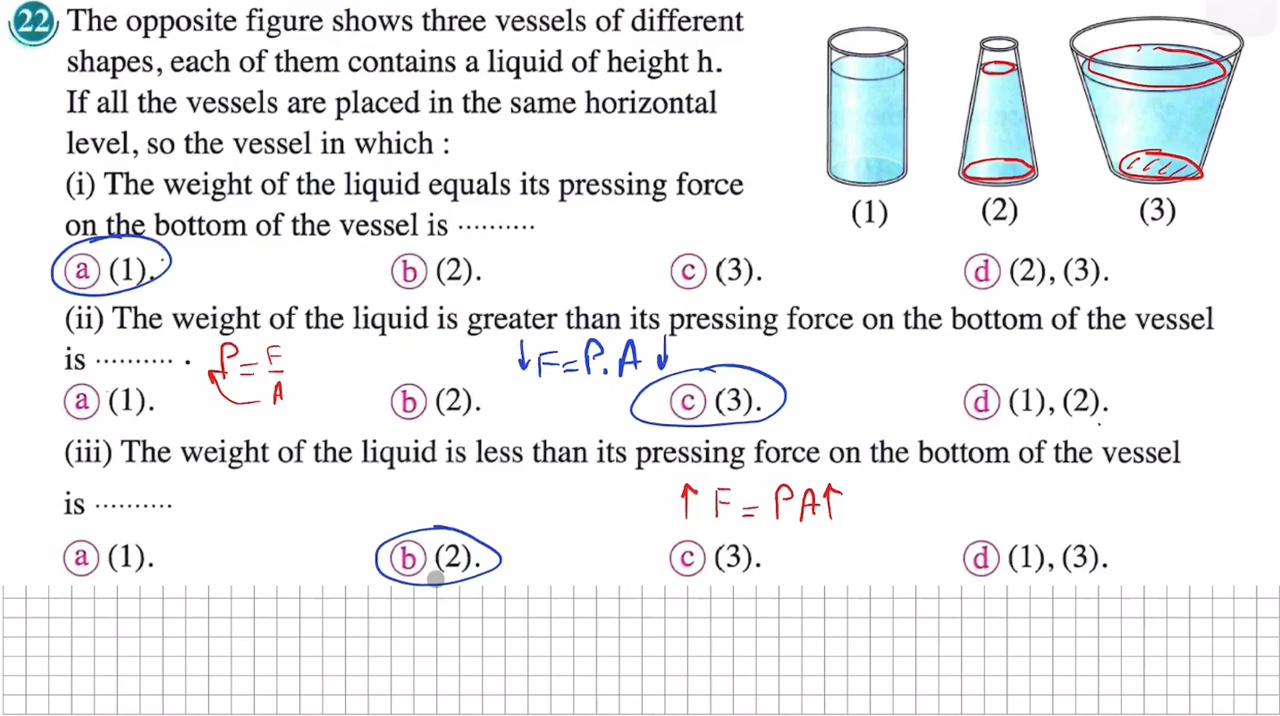 22 The opposite figure shows three vessels of different
shapes, each of them contains a liquid of height h.
If all the vessels are placed in the same horizontal
level, so the vessel in which :
(i) The weight of the liquid equals its pressing force
on the bottom of the vessel is ··········
(1) (2) (3)
a (1). b (2). c (3). d (2), (3).
(ii) The weight of the liquid is greater than its pressing force on the bottom of the vessel
is ·········· .
P = F/A ↓ F = P. A ↓
a (1). b (2). c (3). d (1), (2).
(iii) The weight of the liquid is less than its pressing force on the bottom of the vessel
is ··········
↑ F = PA ↑
a (1). b (2). c (3). d (1), (3).